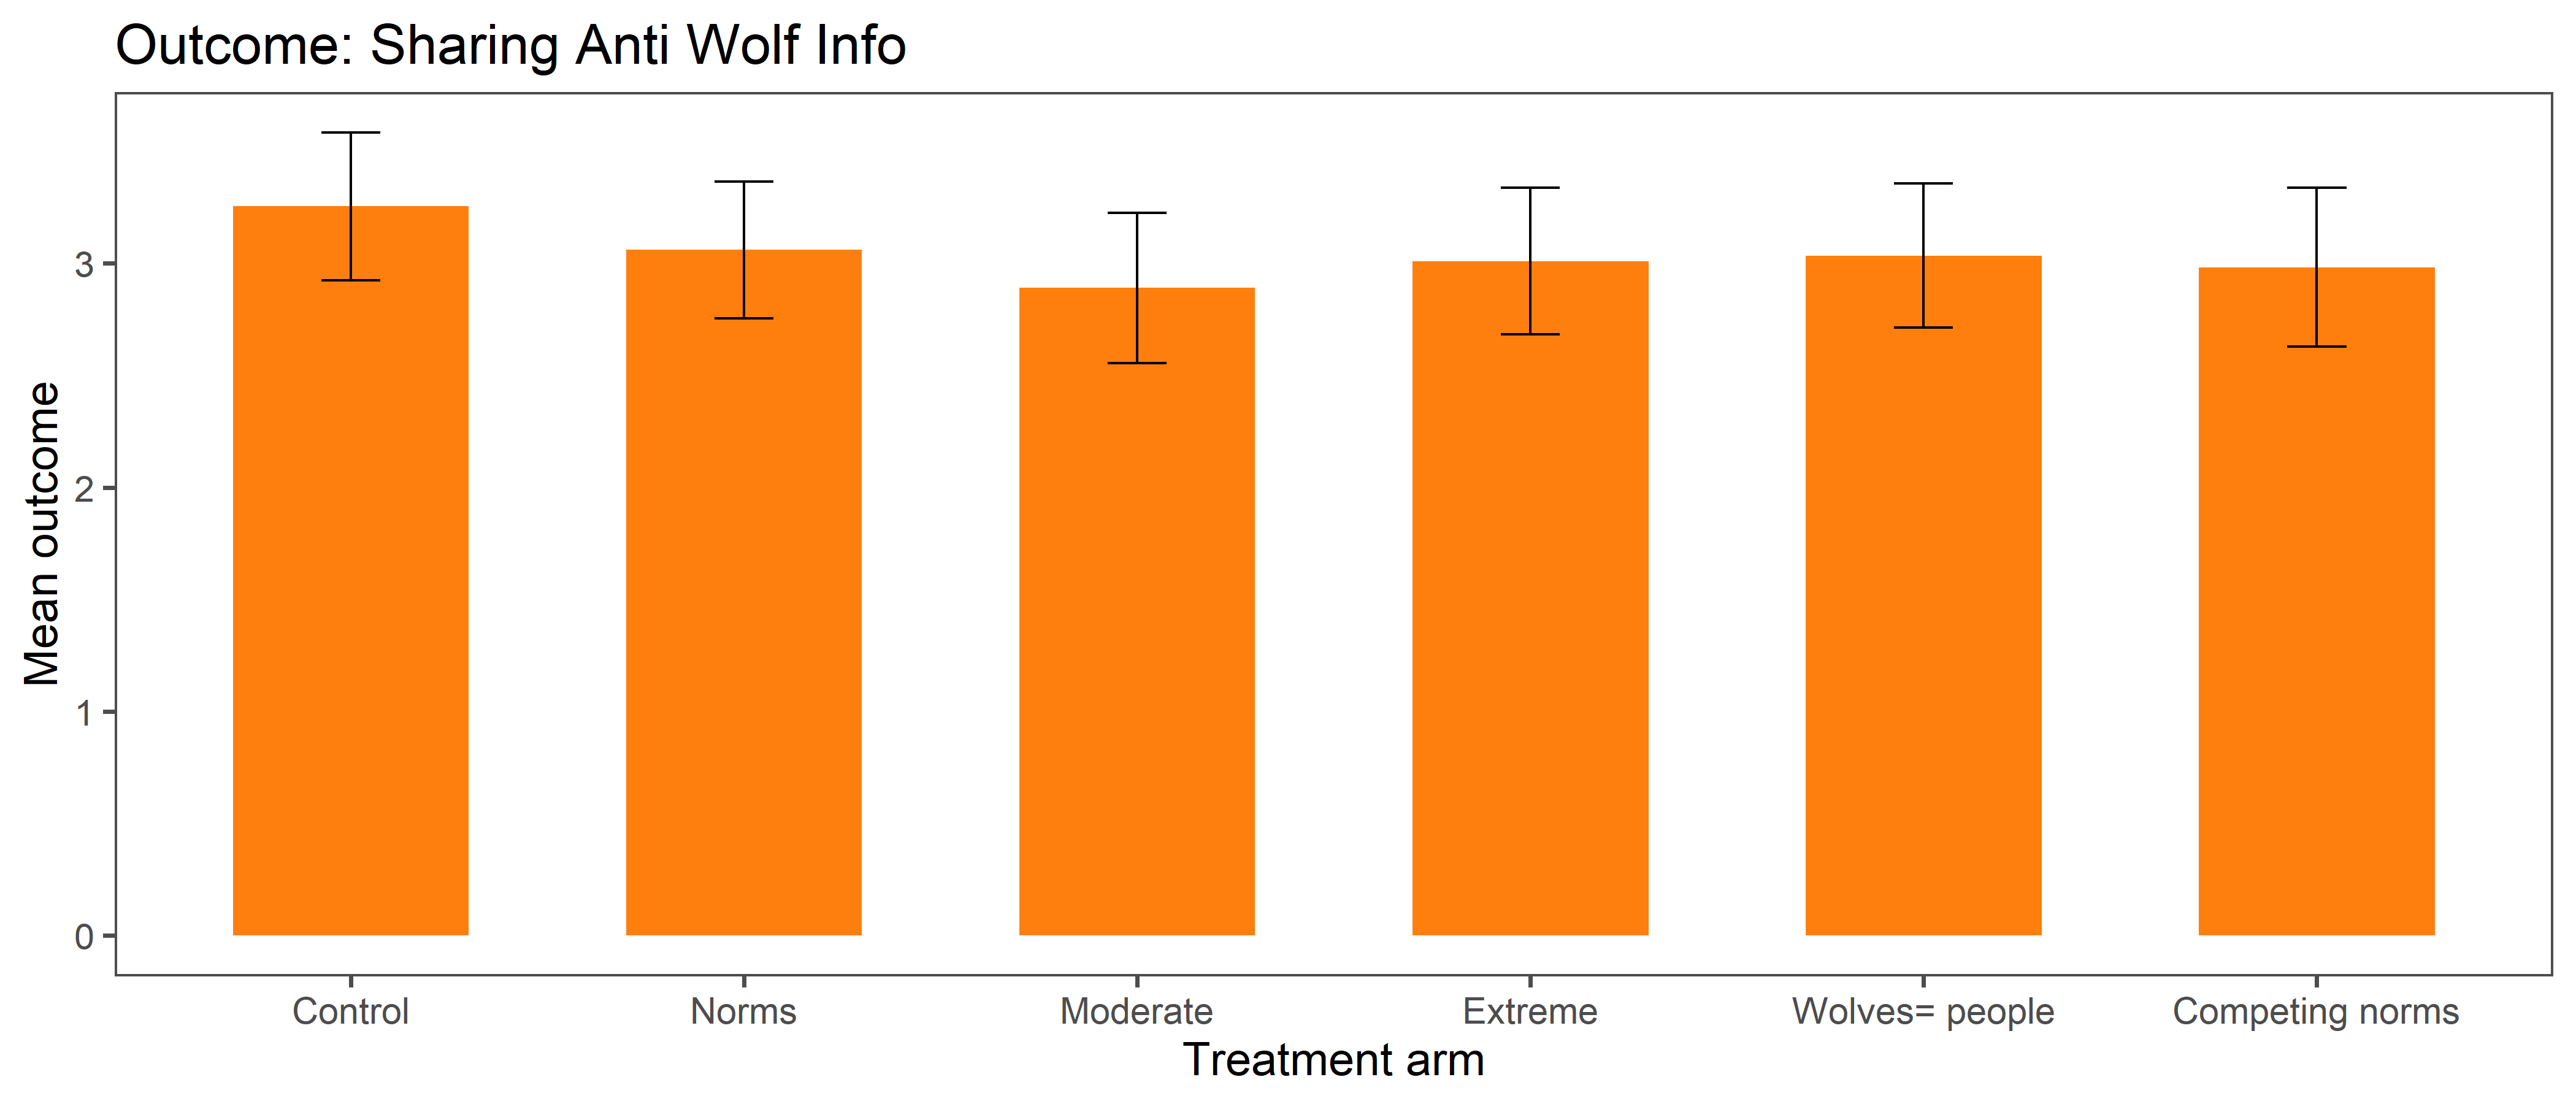 Outcome: Sharing Anti Wolf Info
Mean outcome
3
2
1
0
Control Norms Moderate Extreme Wolves= people Competing norms
Treatment arm